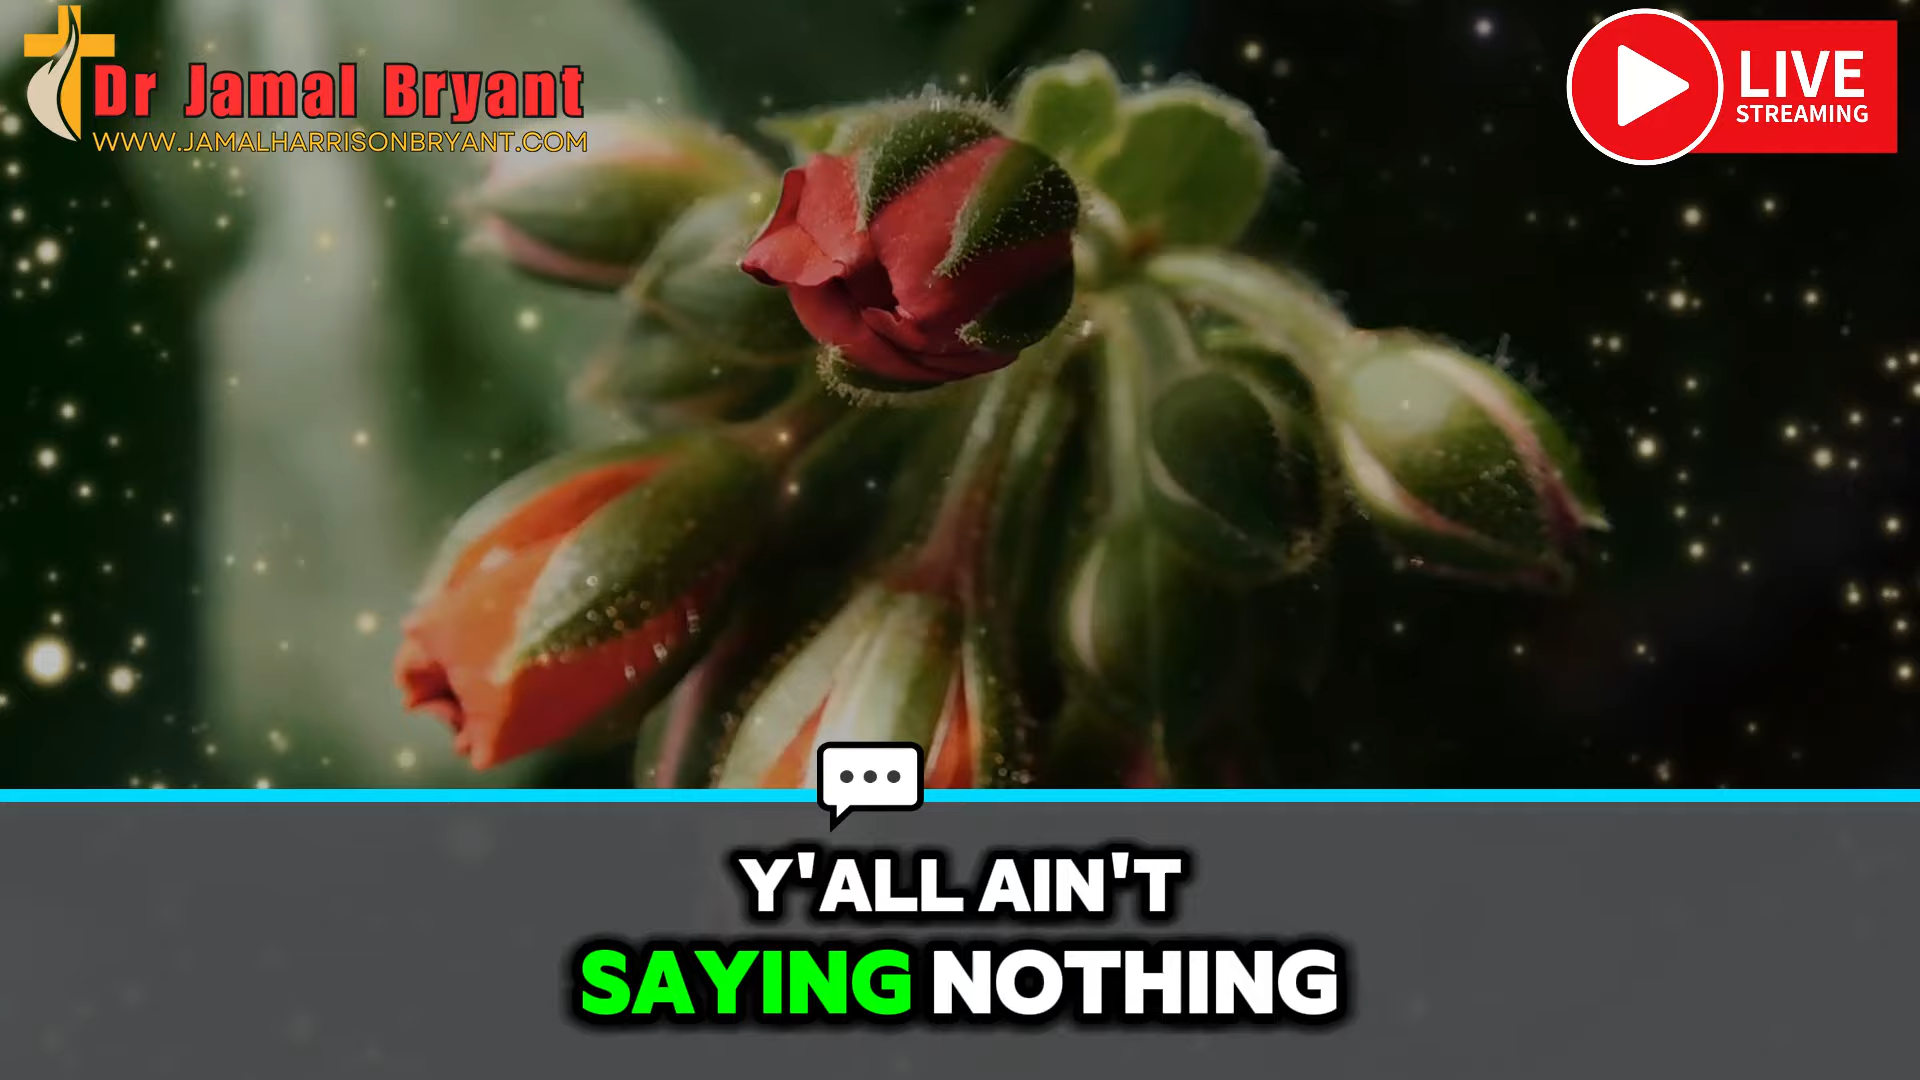 Dr Jamal Bryant
WWW.JAMALHARRISONBRYANT.COM
LIVE
STREAMING
Y'ALL AIN'T
SAYING NOTHING